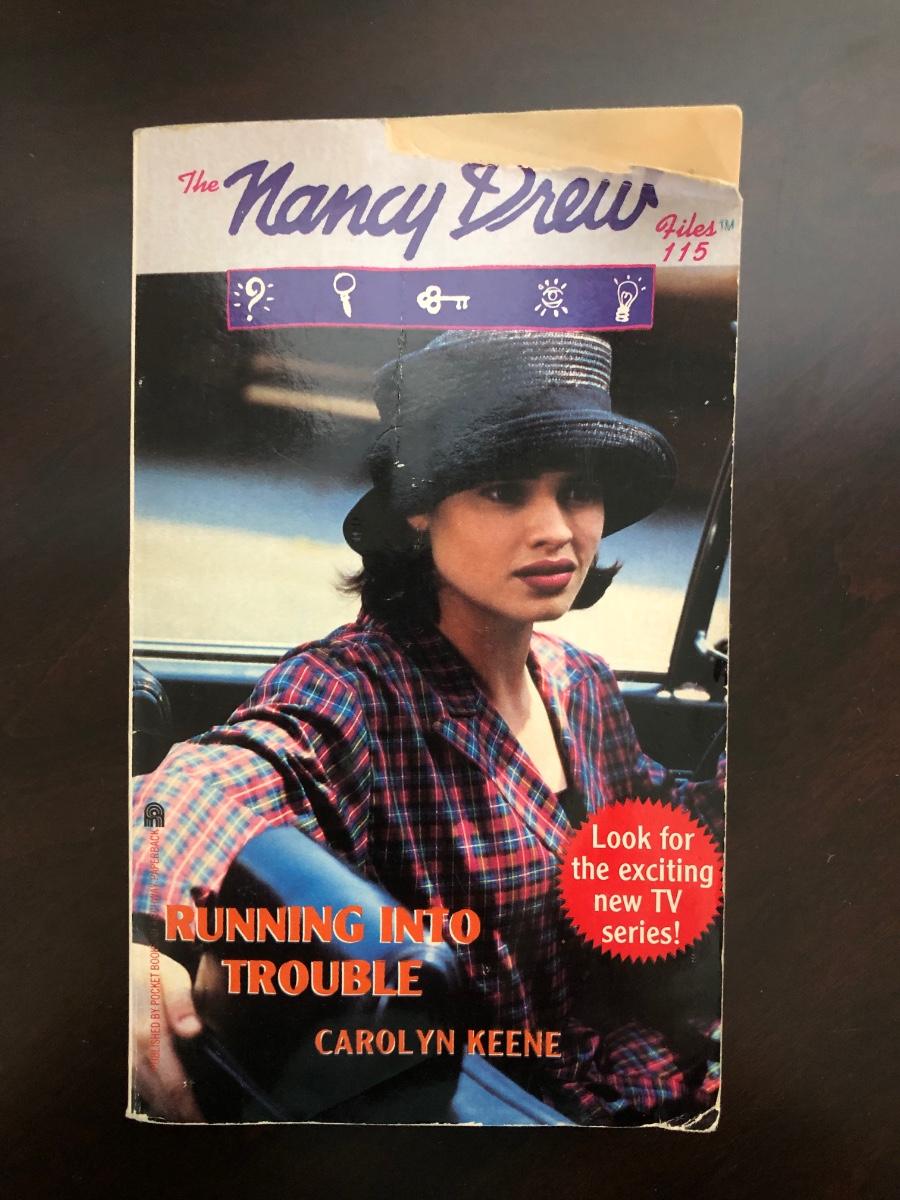 The Nancy Drew
Files™
115
Look for
the exciting
new TV
series!
RUNNING INTO
TROUBLE
CAROLYN KEENE
PUBLISHED BY POCKET BOOKS
PAPERBACK